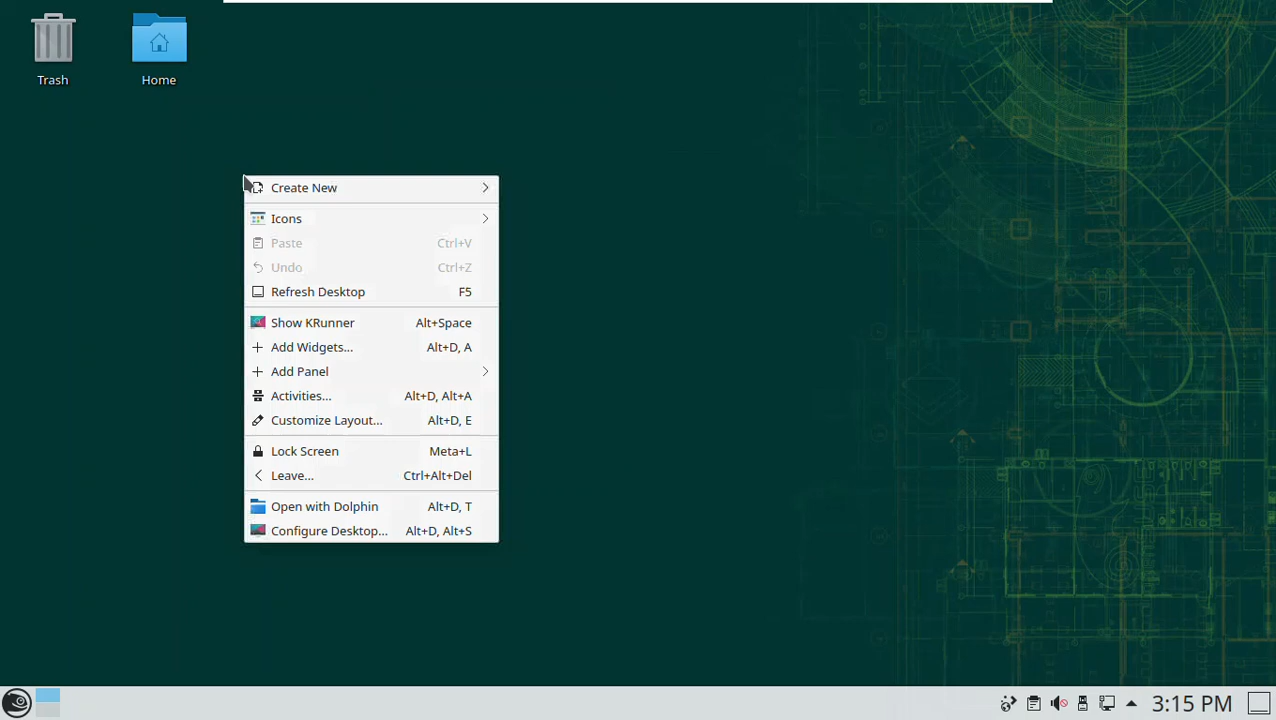 Trash
Home
Create New
Icons
Paste Ctrl+V
Undo Ctrl+Z
Refresh Desktop F5
Show KRunner Alt+Space
Add Widgets... Alt+D, A
Add Panel
Activities... Alt+D, Alt+A
Customize Layout... Alt+D, E
Lock Screen Meta+L
Leave... Ctrl+Alt+Del
Open with Dolphin Alt+D, T
Configure Desktop... Alt+D, Alt+S
3:15 PM